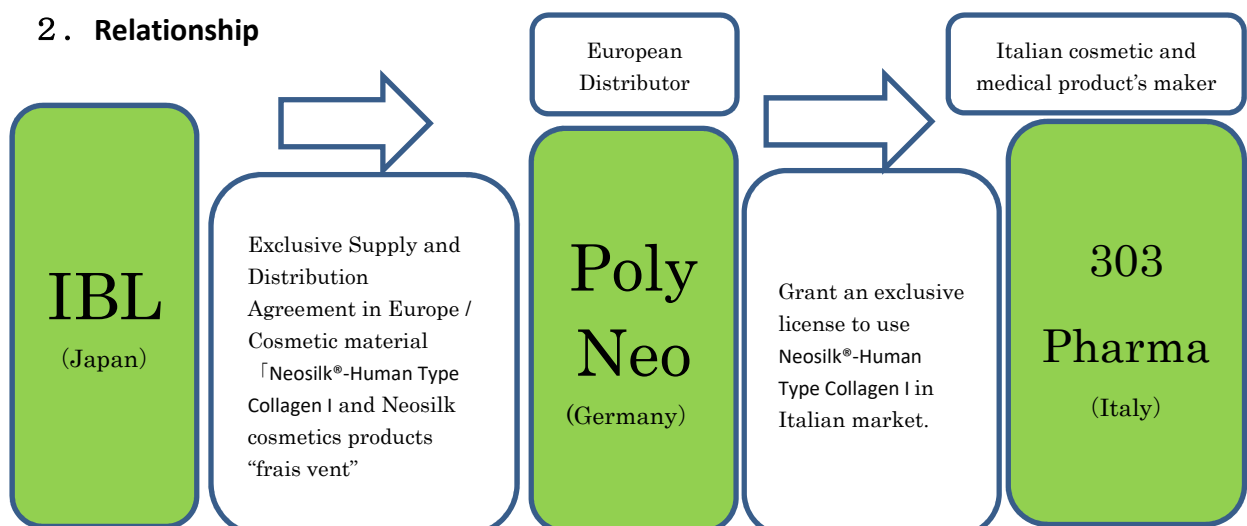 ２．Relationship
European
Distributor
Italian cosmetic and
medical product's maker
IBL
(Japan)
Exclusive Supply and
Distribution
Agreement in Europe /
Cosmetic material
「Neosilk®-Human Type
Collagen I and Neosilk
cosmetics products
“frais vent”
Poly
Neo
(Germany)
Grant an exclusive
license to use
Neosilk®-Human
Type Collagen I in
Italian market.
303
Pharma
(Italy)